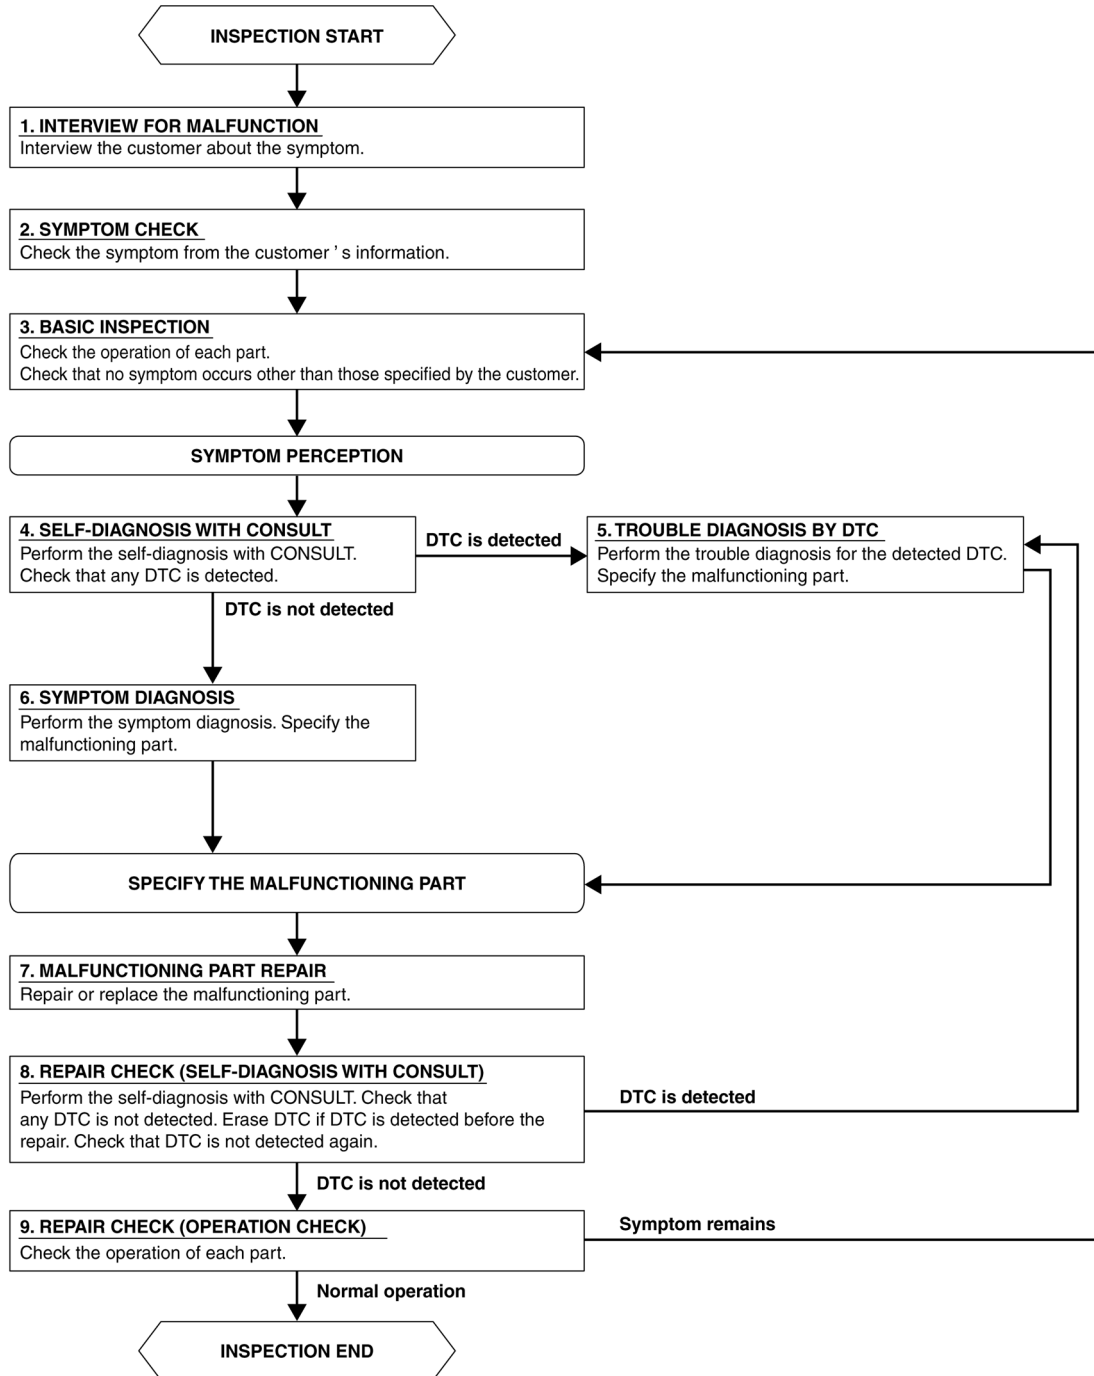 INSPECTION START
1. INTERVIEW FOR MALFUNCTION
Interview the customer about the symptom.
2. SYMPTOM CHECK
Check the symptom from the customer ’ s information.
3. BASIC INSPECTION
Check the operation of each part.
Check that no symptom occurs other than those specified by the customer.
SYMPTOM PERCEPTION
4. SELF-DIAGNOSIS WITH CONSULT
Perform the self-diagnosis with CONSULT.
Check that any DTC is detected.
DTC is detected
5. TROUBLE DIAGNOSIS BY DTC
Perform the trouble diagnosis for the detected DTC.
Specify the malfunctioning part.
DTC is not detected
6. SYMPTOM DIAGNOSIS
Perform the symptom diagnosis. Specify the
malfunctioning part.
SPECIFY THE MALFUNCTIONING PART
7. MALFUNCTIONING PART REPAIR
Repair or replace the malfunctioning part.
8. REPAIR CHECK (SELF-DIAGNOSIS WITH CONSULT)
Perform the self-diagnosis with CONSULT. Check that
any DTC is not detected. Erase DTC if DTC is detected before the
repair. Check that DTC is not detected again.
DTC is detected
DTC is not detected
9. REPAIR CHECK (OPERATION CHECK)
Check the operation of each part.
Symptom remains
Normal operation
INSPECTION END